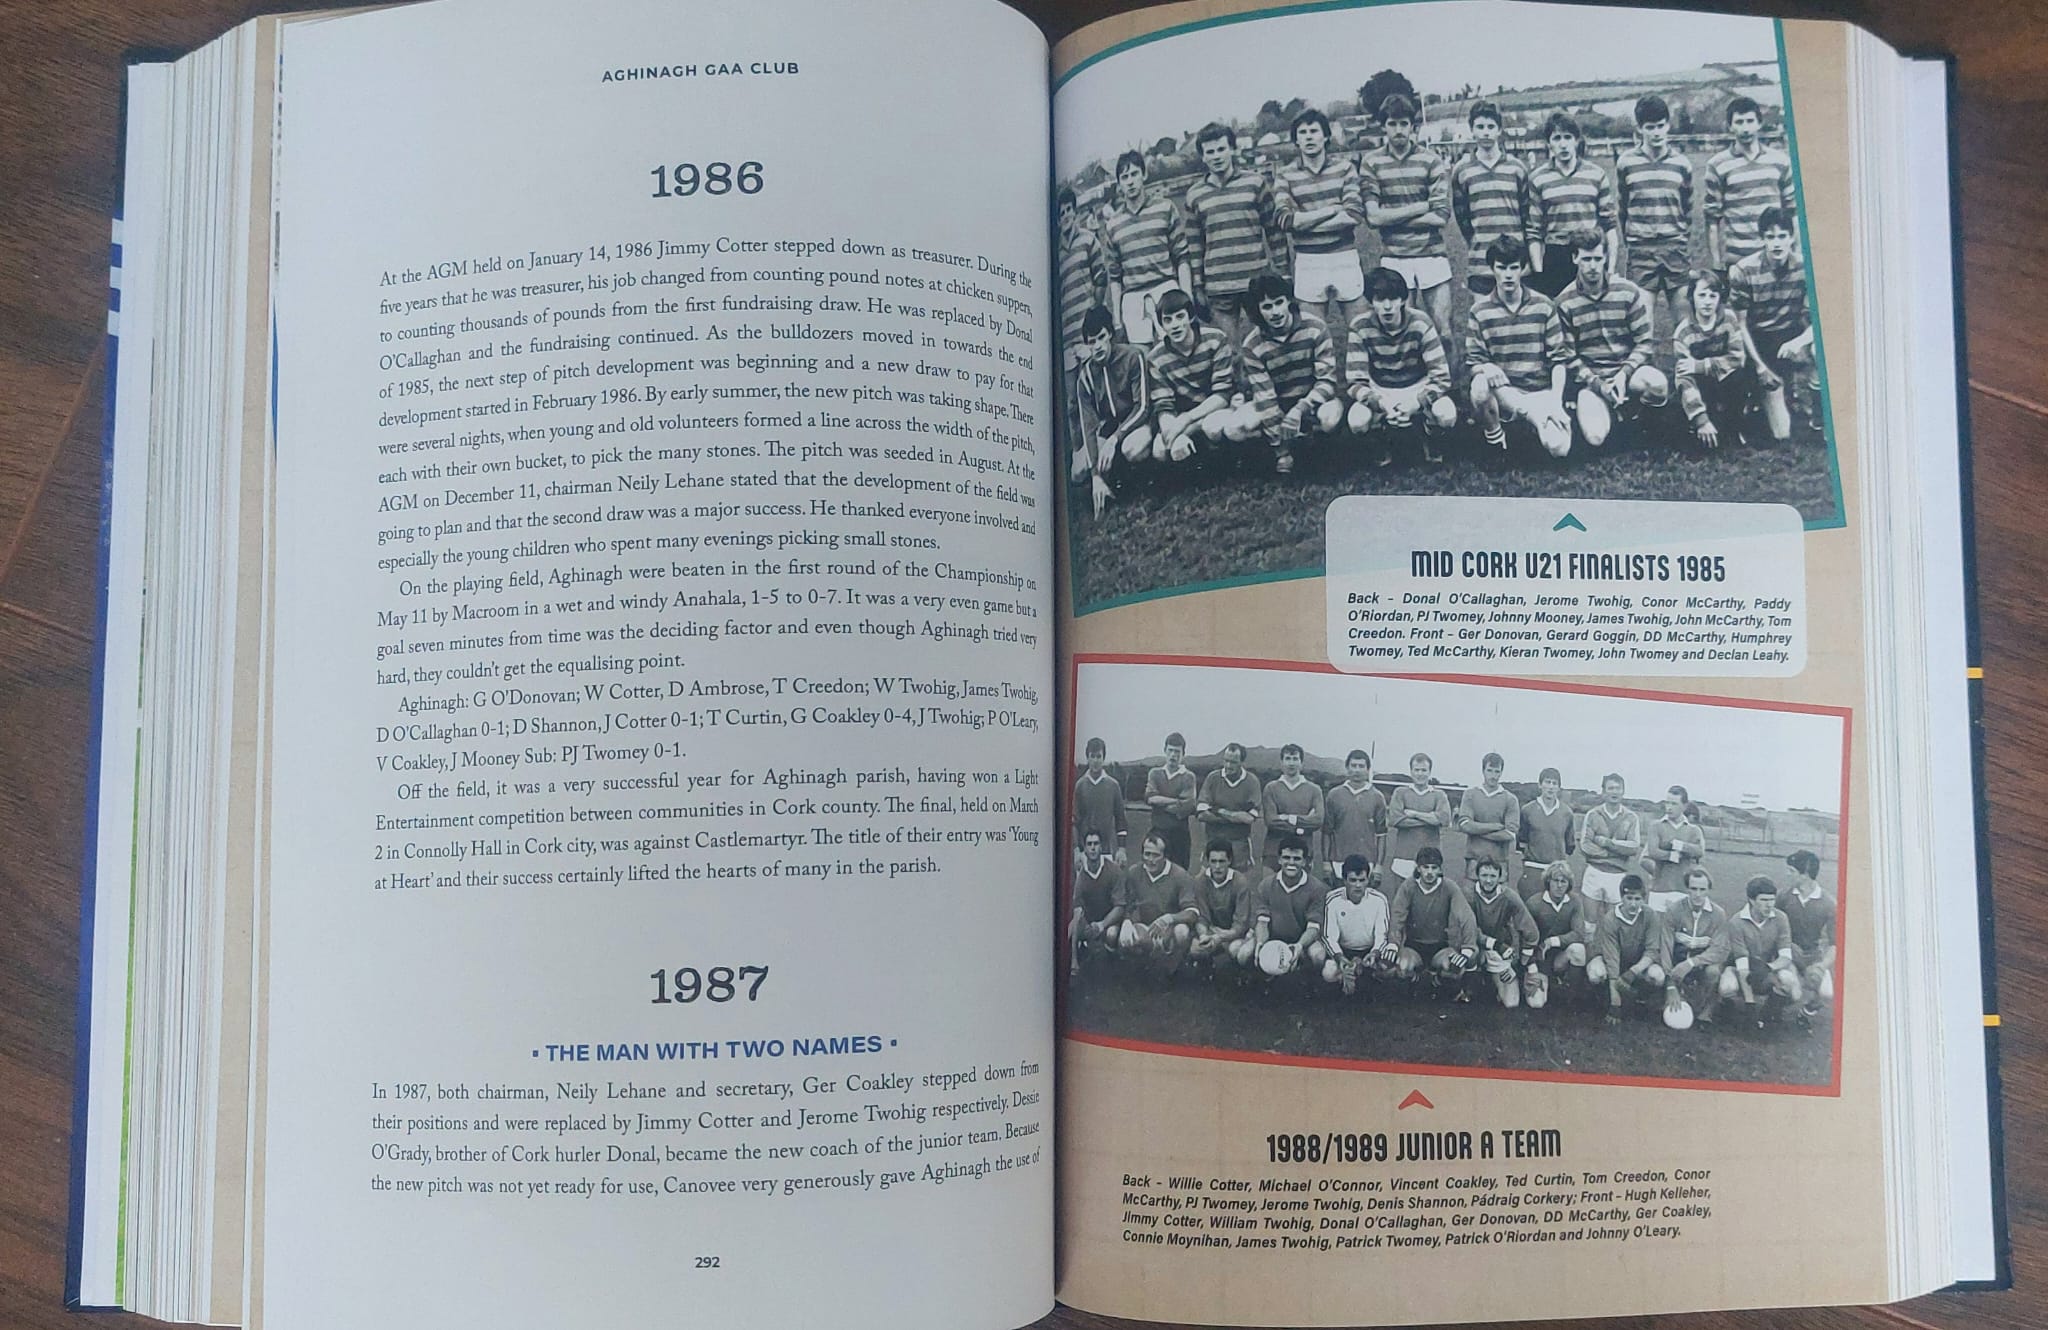 AGHINAGH GAA CLUB
1986
At the AGM held on January 14, 1986 Jimmy Cotter stepped down as treasurer. During the
five years that he was treasurer, his job changed from counting pound notes at chicken suppers,
to counting thousands of pounds from the first fundraising draw. He was replaced by Donal
O'Callaghan and the fundraising continued. As the bulldozers moved in towards the end
of 1985, the next step of pitch development was beginning and a new draw to pay for that
development started in February 1986. By early summer, the new pitch was taking shape. There
were several nights, when young and old volunteers formed a line across the width of the pitch,
each with their own bucket, to pick the many stones. The pitch was seeded in August. At the
AGM on December 11, chairman Neily Lehane stated that the development of the field was
going to plan and that the second draw was a major success. He thanked everyone involved and
especially the young children who spent many evenings picking small stones.
On the playing field, Aghinagh were beaten in the first round of the Championship on
May 11 by Macroom in a wet and windy Anahala, 1-5 to 0-7. It was a very even game but a
goal seven minutes from time was the deciding factor and even though Aghinagh tried very
hard, they couldn't get the equalising point.
Aghinagh: G O'Donovan; W Cotter, D Ambrose, T Creedon; W Twohig, James Twohig,
D O'Callaghan 0-1; D Shannon, J Cotter 0-1; T Curtin, G Coakley 0-4, J Twohig; P O'Leary,
V Coakley, J Mooney Sub: PJ Twomey 0-1.
Off the field, it was a very successful year for Aghinagh parish, having won a Light
Entertainment competition between communities in Cork county. The final, held on March
2 in Connolly Hall in Cork city, was against Castlemartyr. The title of their entry was 'Young
at Heart' and their success certainly lifted the hearts of many in the parish.
1987
▪ THE MAN WITH TWO NAMES ▪
In 1987, both chairman, Neily Lehane and secretary, Ger Coakley stepped down from
their positions and were replaced by Jimmy Cotter and Jerome Twohig respectively. Dessie
O'Grady, brother of Cork hurler Donal, became the new coach of the junior team. Because
the new pitch was not yet ready for use, Canovee very generously gave Aghinagh the use of
292
MID CORK U21 FINALISTS 1985
Back – Donal O'Callaghan, Jerome Twohig, Conor McCarthy, Paddy
O'Riordan, PJ Twomey, Johnny Mooney, James Twohig, John McCarthy, Tom
Creedon. Front – Ger Donovan, Gerard Goggin, DD McCarthy, Humphrey
Twomey, Ted McCarthy, Kieran Twomey, John Twomey and Declan Leahy.
1988/1989 JUNIOR A TEAM
Back – Willie Cotter, Michael O'Connor, Vincent Coakley, Ted Curtin, Tom Creedon, Conor
McCarthy, PJ Twomey, Jerome Twohig, Denis Shannon, Pádraig Corkery; Front – Hugh Kelleher,
Jimmy Cotter, William Twohig, Donal O'Callaghan, Ger Donovan, DD McCarthy, Ger Coakley,
Connie Moynihan, James Twohig, Patrick Twomey, Patrick O'Riordan and Johnny O'Leary.